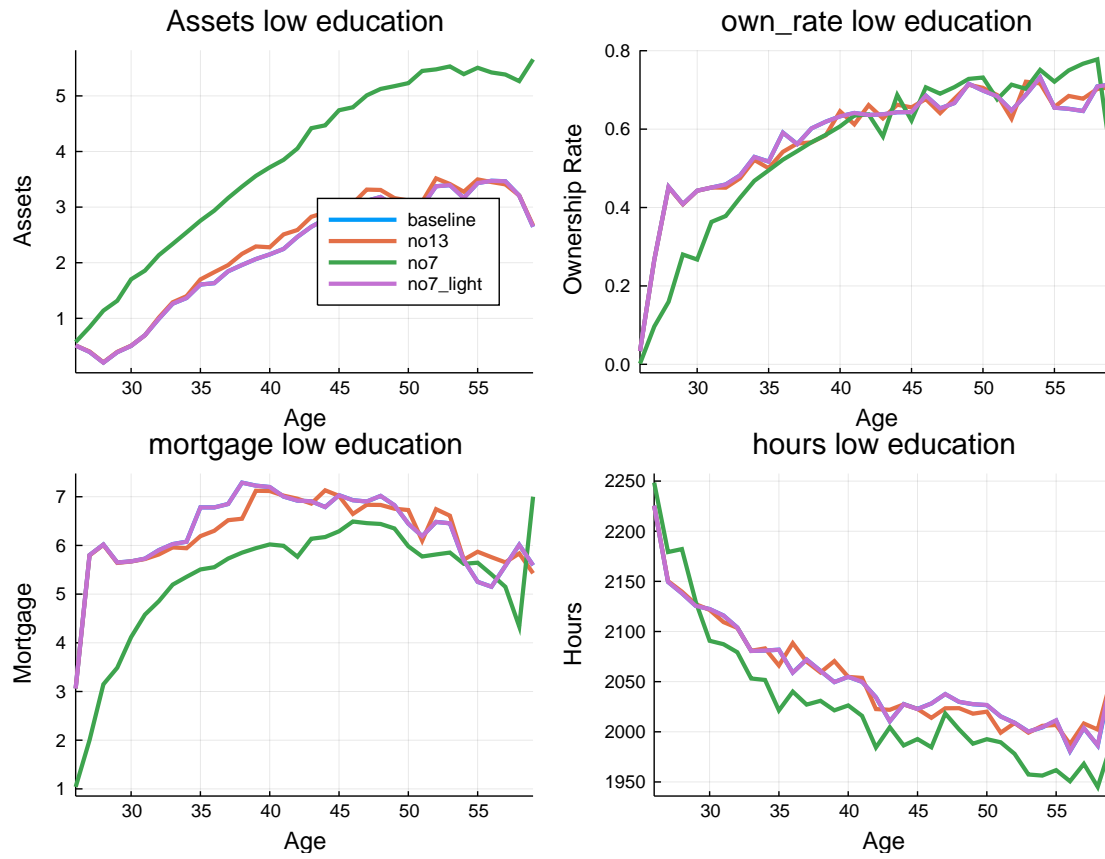 Assets low education
Assets
5
4
3
2
1
30 35 40 45 50 55
Age
baseline
no13
no7
no7_light
own_rate low education
Ownership Rate
0.8
0.6
0.4
0.2
0.0
30 35 40 45 50 55
Age
mortgage low education
Mortgage
7
6
5
4
3
2
1
30 35 40 45 50 55
Age
hours low education
Hours
2250
2200
2150
2100
2050
2000
1950
30 35 40 45 50 55
Age